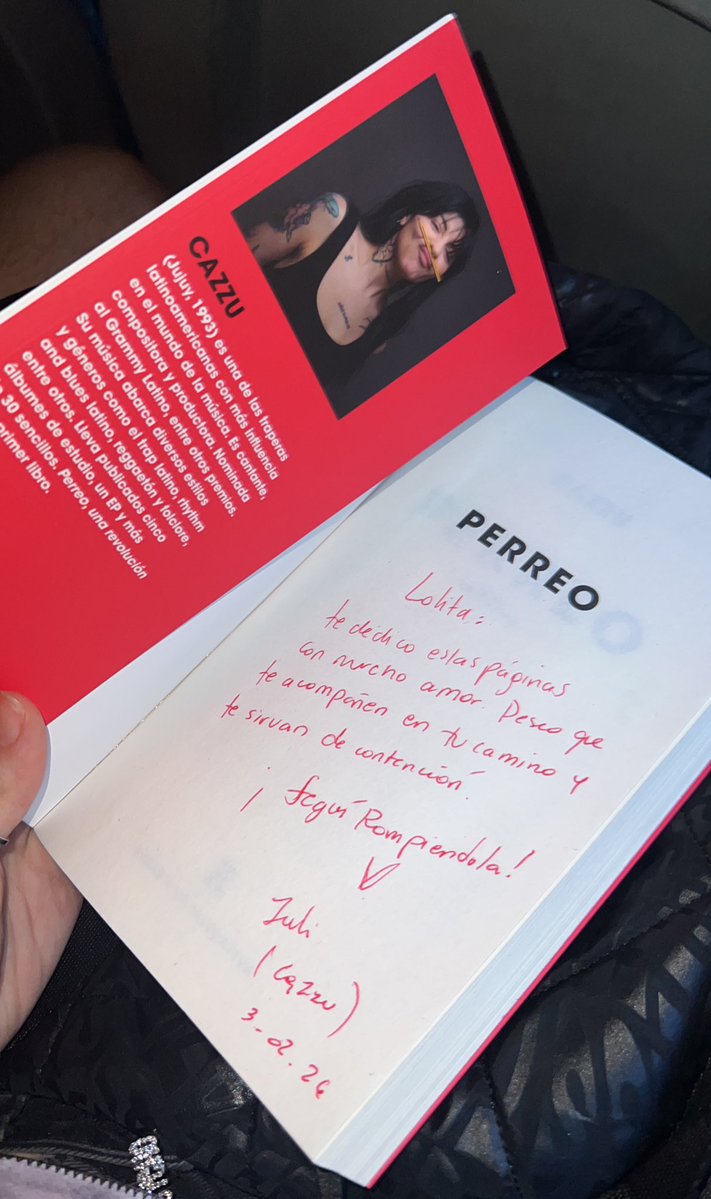 CAZZU
(Jujuy, 1993) es una de las traperas
latinoamericanas con más influencia
en el mundo de la música. Es cantante,
compositora y productora. Nominada
al Grammy Latino, entre otros premios.
Su música abarca diversos estilos
y géneros como el trap latino, rhythm
and blues latino, reggaetón y folclore,
entre otros. Lleva publicados cinco
álbumes de estudio, un EP y más
30 sencillos. Perreo, una revolución
primer libro.
PERREO
Lolita:
te dedico estas páginas
con mucho amor. Deseo que
te acompañen en tu camino y
te sirvan de contención.
¡Seguí Rompiendola!
Juli
(Cazzu)
3-02.26